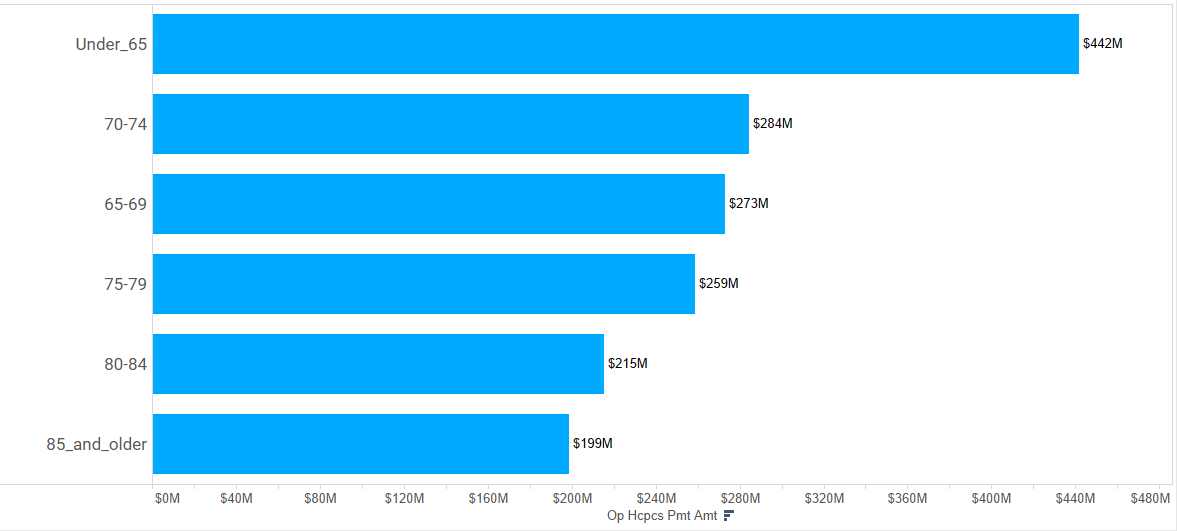 Under_65 $442M
70-74 $284M
65-69 $273M
75-79 $259M
80-84 $215M
85_and_older $199M
$0M $40M $80M $120M $160M $200M $240M $280M $320M $360M $400M $440M $480M
Op Hcpcs Pmt Amt